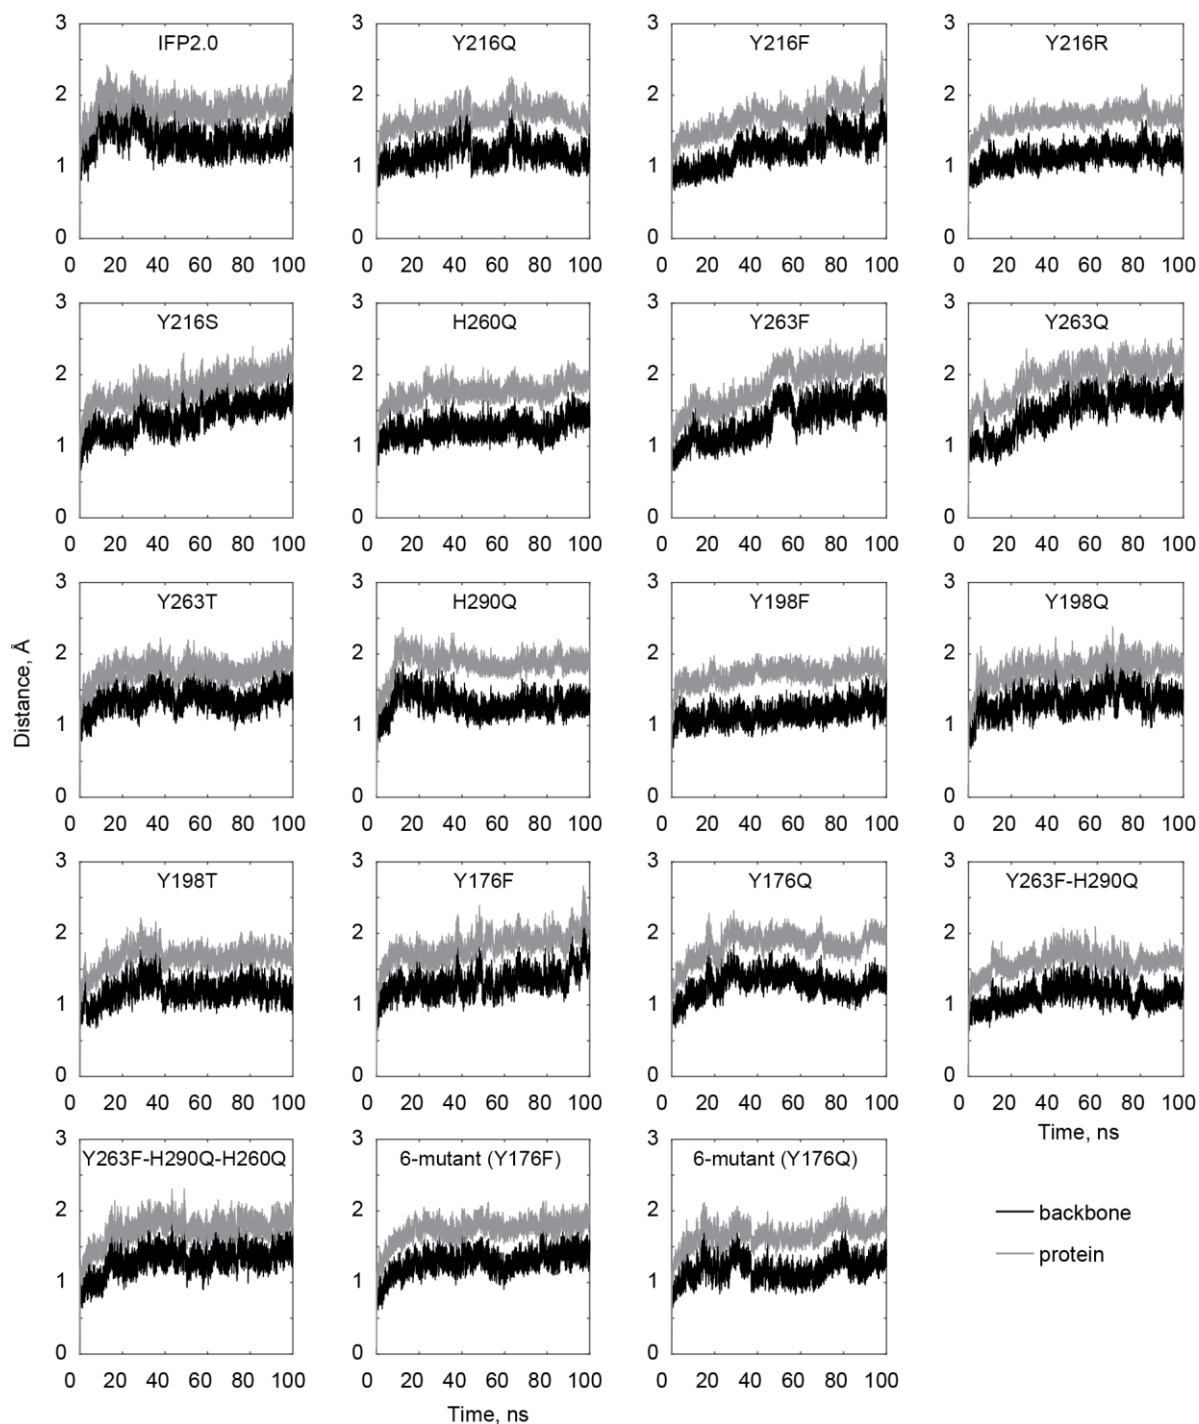 3 3 3 3
IFP2.0 Y216Q Y216F Y216R
2 2 2 2
1 1 1 1
0 0 0 0
0 20 40 60 80 100 0 20 40 60 80 100 0 20 40 60 80 100 0 20 40 60 80 100
3 3 3 3
Y216S H260Q Y263F Y263Q
2 2 2 2
1 1 1 1
0 0 0 0
0 20 40 60 80 100 0 20 40 60 80 100 0 20 40 60 80 100 0 20 40 60 80 100
3 3 3 3
Y263T H290Q Y198F Y198Q
2 2 2 2
Distance, Å
1 1 1 1
0 0 0 0
0 20 40 60 80 100 0 20 40 60 80 100 0 20 40 60 80 100 0 20 40 60 80 100
3 3 3 3
Y198T Y176F Y176Q Y263F-H290Q
2 2 2 2
1 1 1 1
0 0 0 0
0 20 40 60 80 100 0 20 40 60 80 100 0 20 40 60 80 100 0 20 40 60 80 100
Time, ns
3 3 3
Y263F-H290Q-H260Q 6-mutant (Y176F) 6-mutant (Y176Q)
2 2 2
backbone
1 1 1
protein
0 0 0
0 20 40 60 80 100 0 20 40 60 80 100 0 20 40 60 80 100
Time, ns